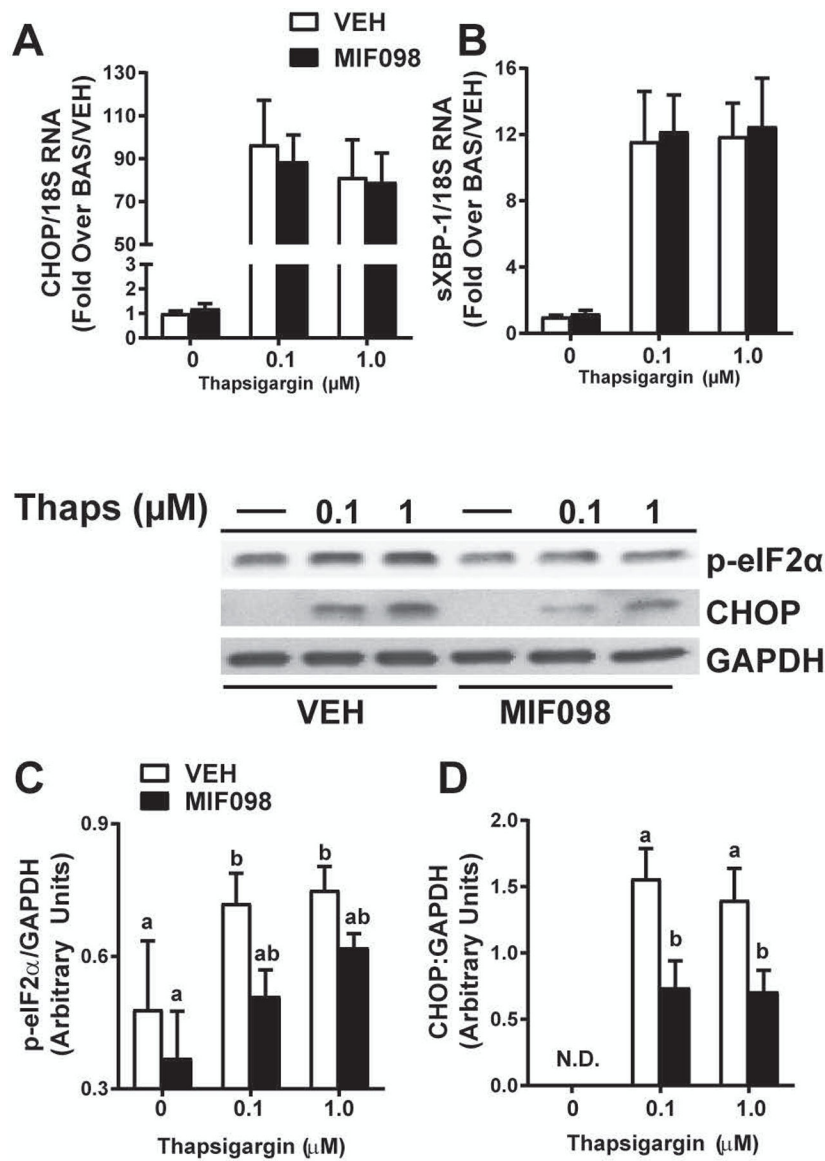 A
VEH
MIF098
CHOP/18S RNA
(Fold Over BAS/VEH)
130
110
90
70
50
3
2
1
0
0 0.1 1.0
Thapsigargin (µM)
B
sXBP-1/18S RNA
(Fold Over BAS/VEH)
16
12
8
4
0
0 0.1 1.0
Thapsigargin (µM)
Thaps (µM) — 0.1 1 — 0.1 1
p-eIF2α
CHOP
GAPDH
VEH MIF098
C
VEH
MIF098
p-eIF2α/GAPDH
(Arbitrary Units)
0.9
0.6
0.3
a a b ab b ab
0 0.1 1.0
Thapsigargin (µM)
D
CHOP:GAPDH
(Arbitrary Units)
2.0
1.5
1.0
0.5
0.0
N.D. a b a b
0 0.1 1.0
Thapsigargin (µM)